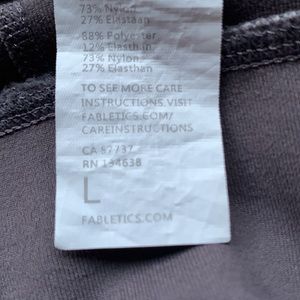 73% Nylon
27% Elastaan
88% Polyester
12% Elasthan
73% Nylon
27% Elasthan
TO SEE MORE CARE
INSTRUCTIONS,VISIT
FABLETICS.COM/
CAREINSTRUCTIONS
CA 57737
RN 134638
L
FABLETICS.COM